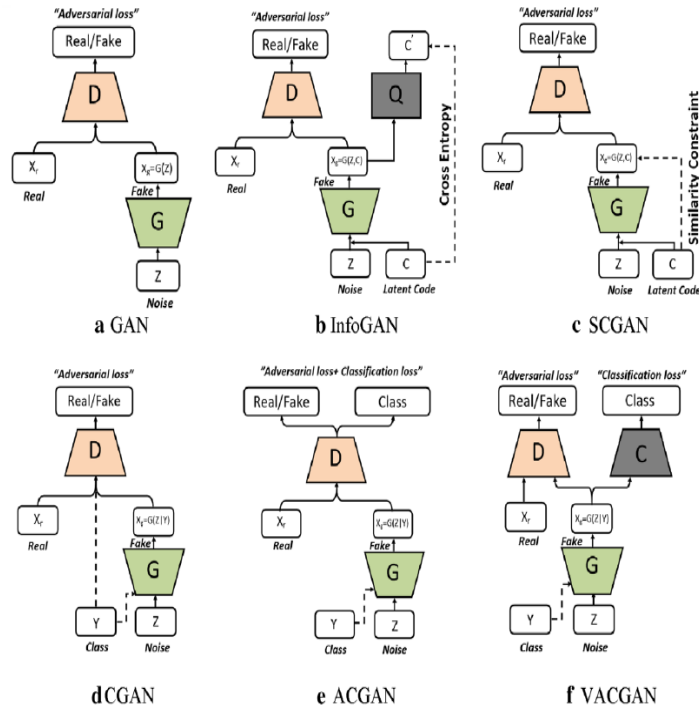 "Adversarial loss"
Real/Fake
D
Xr
Real
Xg=G(Z)
Fake
G
Z
Noise
a GAN
"Adversarial loss"
Real/Fake
C'
D
Q
Cross Entropy
Xr
Real
Xg=G(Z,C)
Fake
G
Z
C
Noise
Latent Code
b InfoGAN
"Adversarial loss"
Real/Fake
D
Similarity Constraint
Xr
Real
Xg=G(Z,C)
Fake
G
Z
C
Noise
Latent Code
c SCGAN
"Adversarial loss"
Real/Fake
D
Xr
Real
Xg=G(Z|Y)
Fake
G
Y
Z
Class
Noise
d CGAN
"Adversarial loss+ Classification loss"
Real/Fake
Class
D
Xr
Real
Xg=G(Z|Y)
Fake
G
Y
Z
Class
Noise
e ACGAN
"Adversarial loss"
"Classification loss"
Real/Fake
Class
D
C
Xr
Real
Xg=G(Z|Y)
Fake
G
Y
Z
Class
Noise
f VACGAN